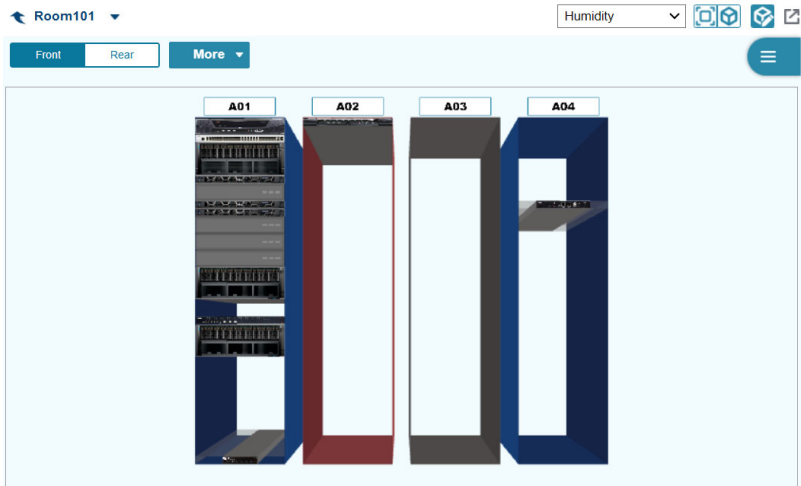 Room101
Humidity
Front
Rear
More
A01
A02
A03
A04